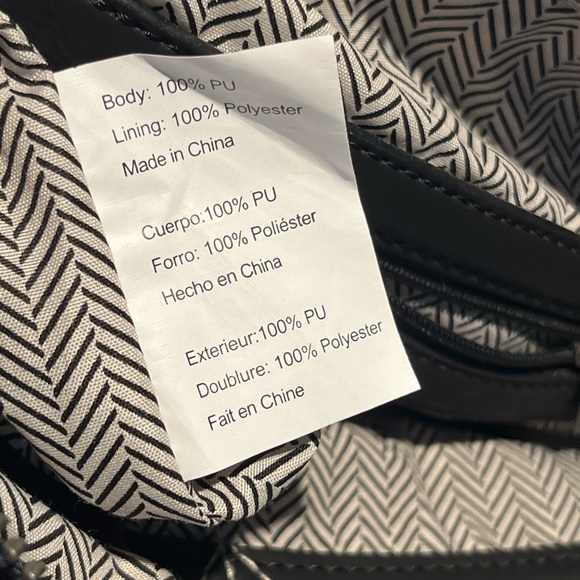 Body: 100% PU
Lining: 100% Polyester
Made in China
Cuerpo:100% PU
Forro: 100% Poliéster
Hecho en China
Exterieur:100% PU
Doublure: 100% Polyester
Fait en Chine